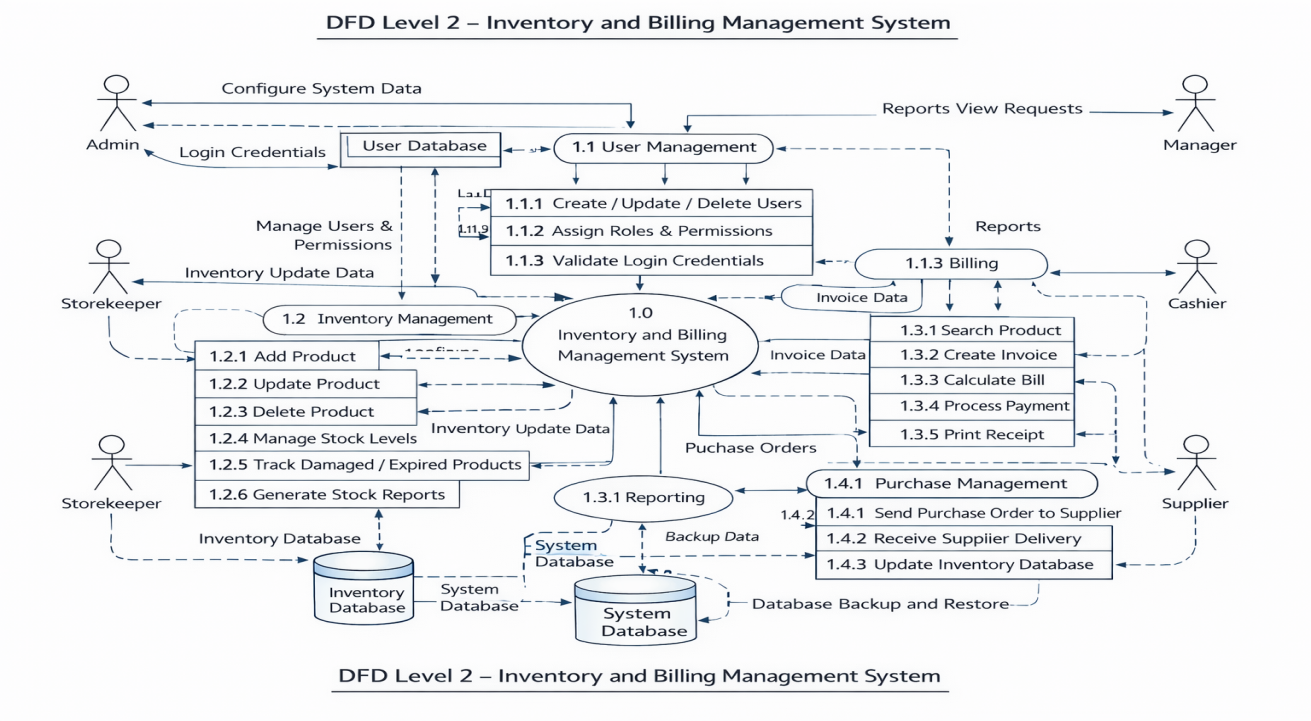 DFD Level 2 – Inventory and Billing Management System
Configure System Data
Reports View Requests
Admin
Manager
Login Credentials
User Database
1.1 User Management
1.1.1 Create / Update / Delete Users
1.1.2 Assign Roles & Permissions
1.1.3 Validate Login Credentials
1.11.9
Manage Users &
Permissions
Reports
Inventory Update Data
Storekeeper
1.1.3 Billing
Cashier
Invoice Data
1.2 Inventory Management
1.0
Inventory and Billing
Management System
1.2.1 Add Product
1.2.2 Update Product
1.2.3 Delete Product
1.2.4 Manage Stock Levels
1.2.5 Track Damaged / Expired Products
1.2.6 Generate Stock Reports
Invoice Data
1.3.1 Search Product
1.3.2 Create Invoice
1.3.3 Calculate Bill
1.3.4 Process Payment
1.3.5 Print Receipt
Inventory Update Data
Puchase Orders
Storekeeper
Supplier
1.3.1 Reporting
1.4.1 Purchase Management
1.4.2
1.4.1 Send Purchase Order to Supplier
1.4.2 Receive Supplier Delivery
1.4.3 Update Inventory Database
Inventory Database
Backup Data
System
Database
Inventory
Database
System
Database
System
Database
Database Backup and Restore
DFD Level 2 – Inventory and Billing Management System